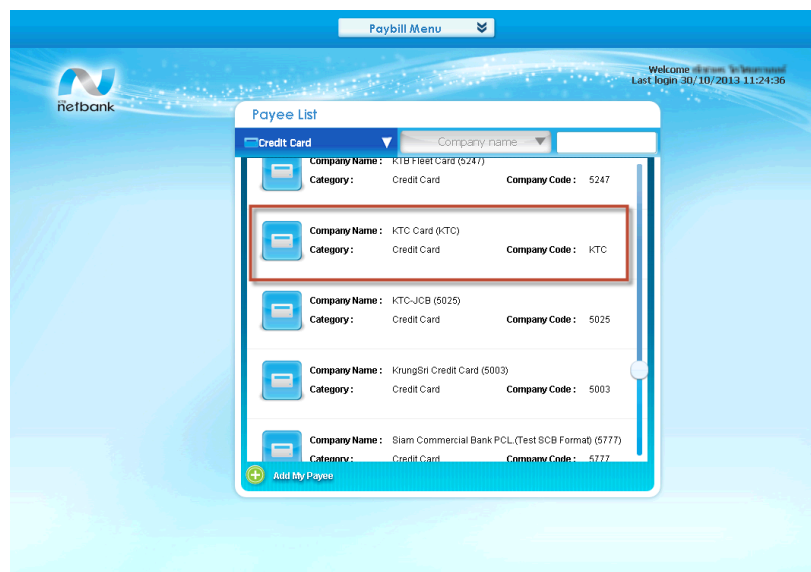 Paybill Menu
Welcome
Last login 30/10/2013 11:24:36
KTB
netbank
Payee List
Credit Card Company name
Company Name : KTB Fleet Card (5247)
Category : Credit Card Company Code : 5247
Company Name : KTC Card (KTC)
Category : Credit Card Company Code : KTC
Company Name : KTC-JCB (5025)
Category : Credit Card Company Code : 5025
Company Name : KrungSri Credit Card (5003)
Category : Credit Card Company Code : 5003
Company Name : Siam Commercial Bank PCL.(Test SCB Format) (5777)
Category : Credit Card Company Code : 5777
Add My Payee